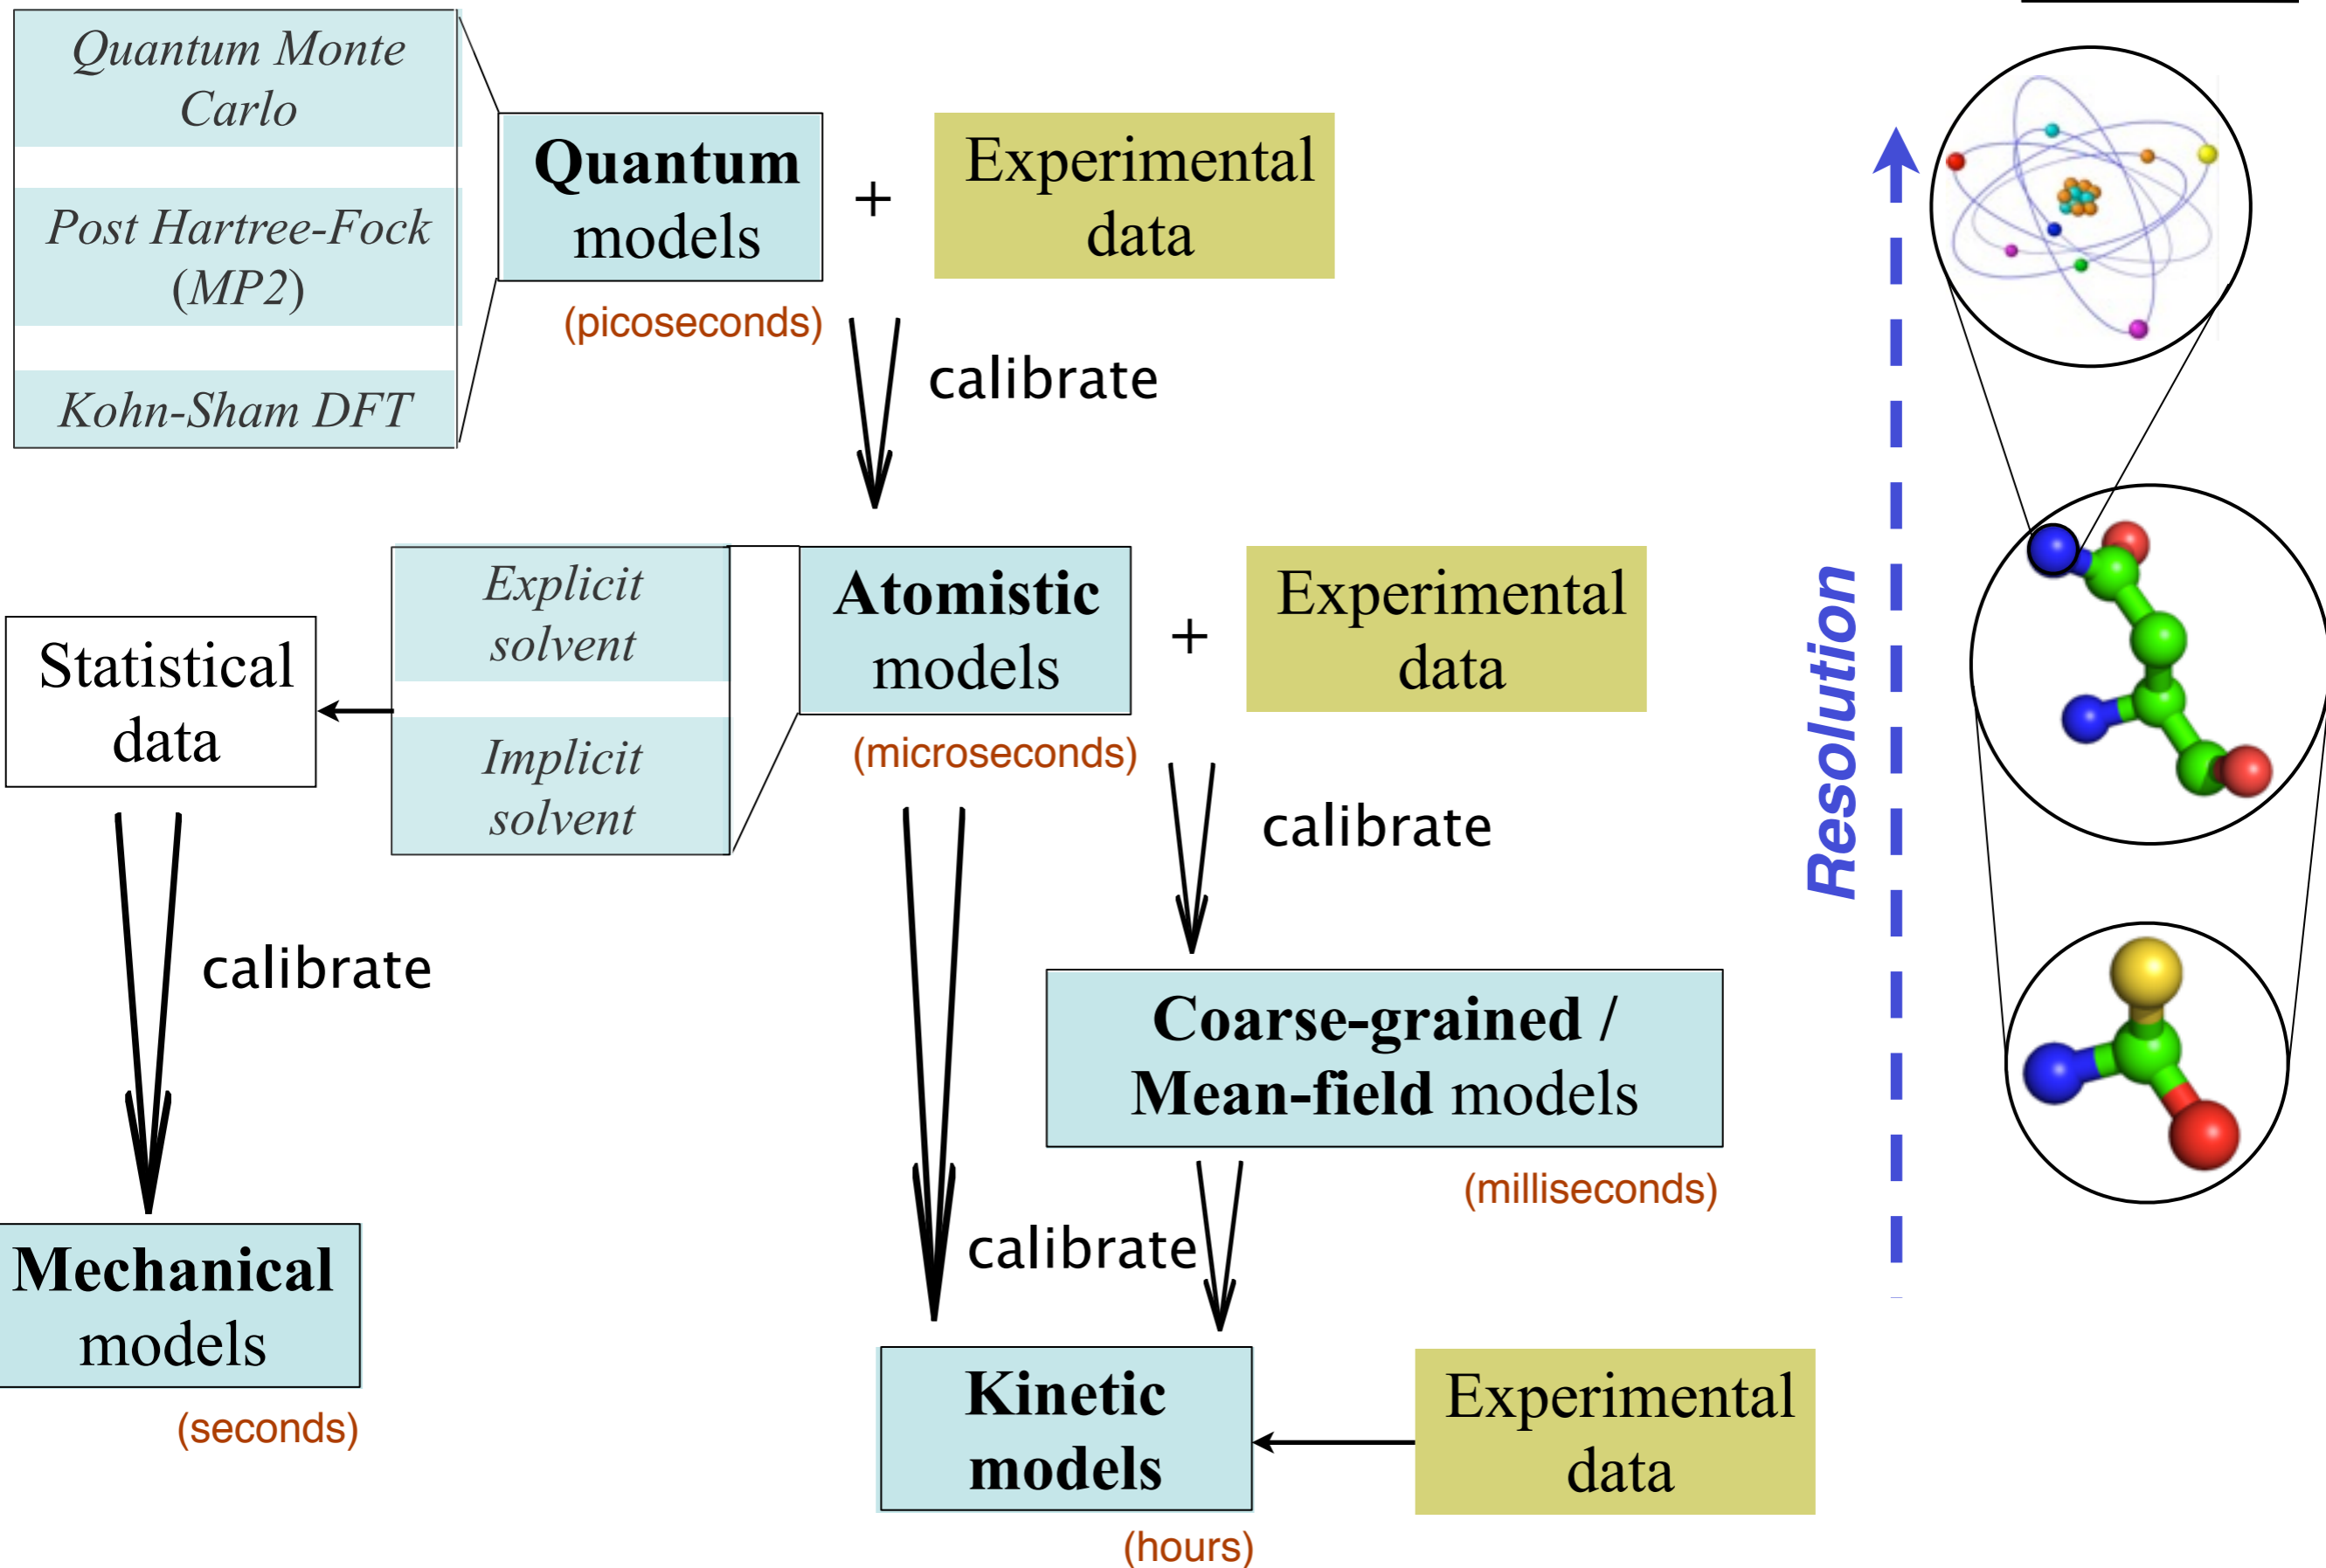 Quantum Monte
Carlo
Post Hartree-Fock
(MP2)
Kohn-Sham DFT
Quantum
models
(picoseconds)
+
Experimental
data
calibrate
Statistical
data
Explicit
solvent
Implicit
solvent
Atomistic
models
(microseconds)
+
Experimental
data
calibrate
calibrate
Coarse-grained /
Mean-field models
(milliseconds)
calibrate
Mechanical
models
(seconds)
Kinetic
models
(hours)
Experimental
data
Resolution